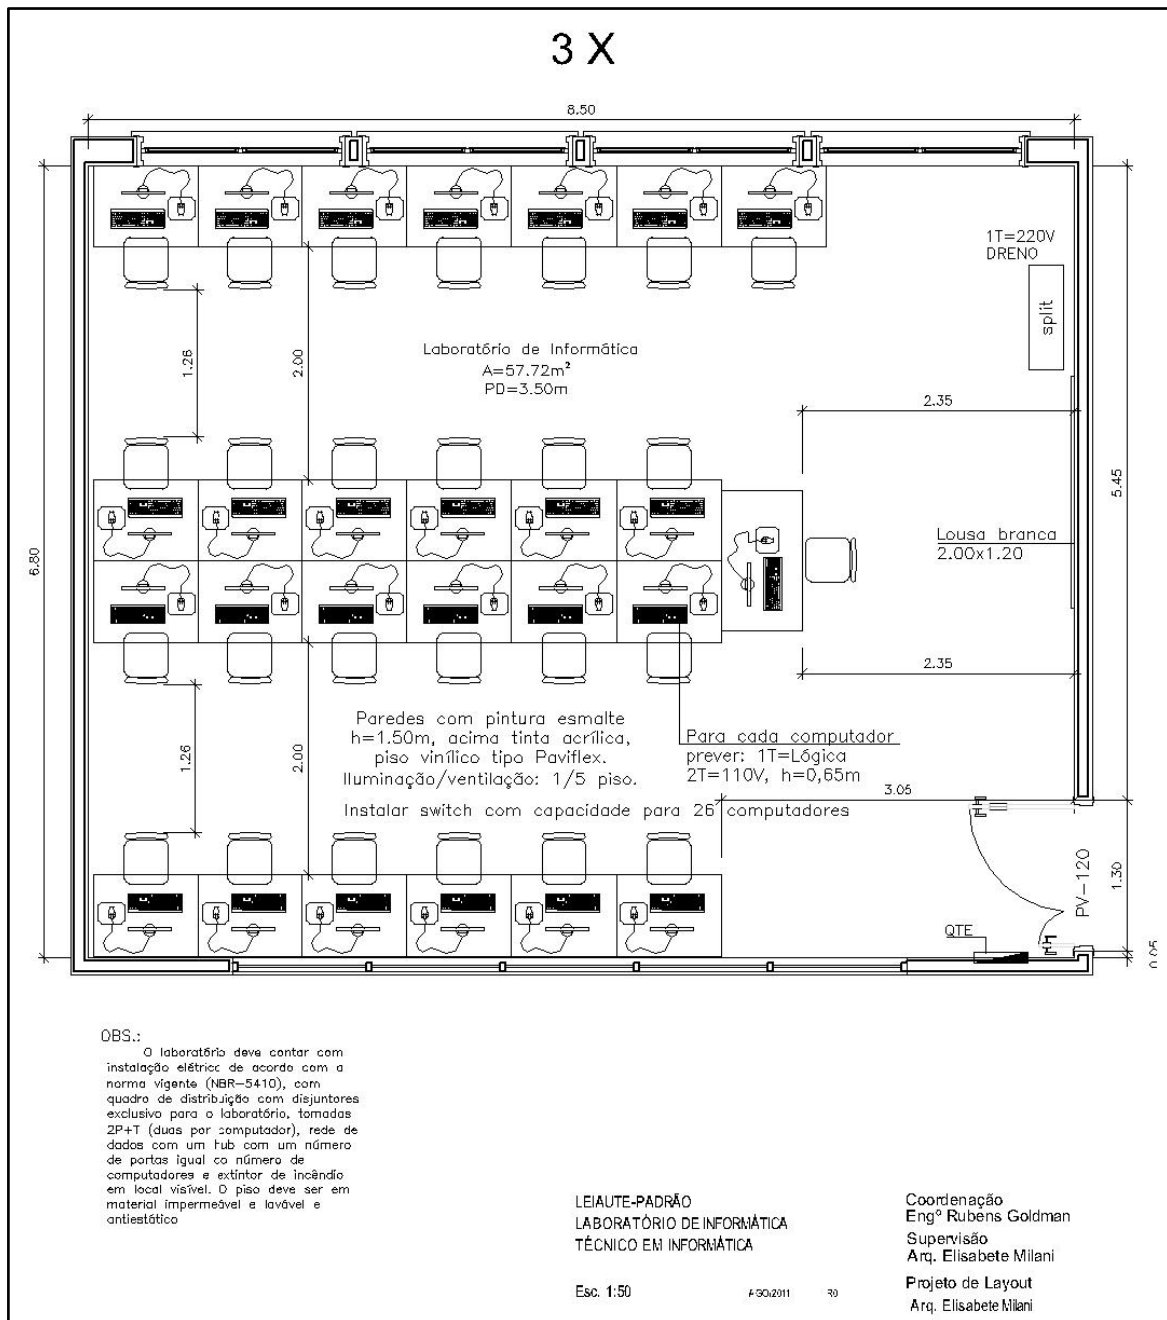 3 X
8.50
1T=220V
DRENO
split
1.26
2.00
Laboratório de Informática
A=57.72m²
PD=3.50m
2.35
5.45
6.80
Lousa branca
2.00x1.20
2.35
1.26
2.00
Paredes com pintura esmalte
h=1.50m, acima tinta acrílica,
piso vinílico tipo Paviflex.
Iluminação/ventilação: 1/5 piso.
Instalar switch com capacidade para 26 computadores
Para cada computador
prever: 1T=Lógica
2T=110V, h=0,65m
3.05
PV-120
1.30
QTE
0.05
OBS.:
O laboratório deve contar com
instalação elétrica de acordo com a
norma vigente (NBR-5410), com
quadro de distribuição com disjuntores
exclusivo para o laboratório, tomadas
2P+T (duas por computador), rede de
dados com um hub com um número
de portas igual ao número de
computadores e extintor de incêndio
em local visível. O piso deve ser em
material impermeável e lavável e
antiestático
LEIAUTE-PADRÃO
LABORATÓRIO DE INFORMÁTICA
TÉCNICO EM INFORMÁTICA
Esc. 1:50
AGO/2011
R0
Coordenação
Engº Rubens Goldman
Supervisão
Arq. Elisabete Milani
Projeto de Layout
Arq. Elisabete Milani